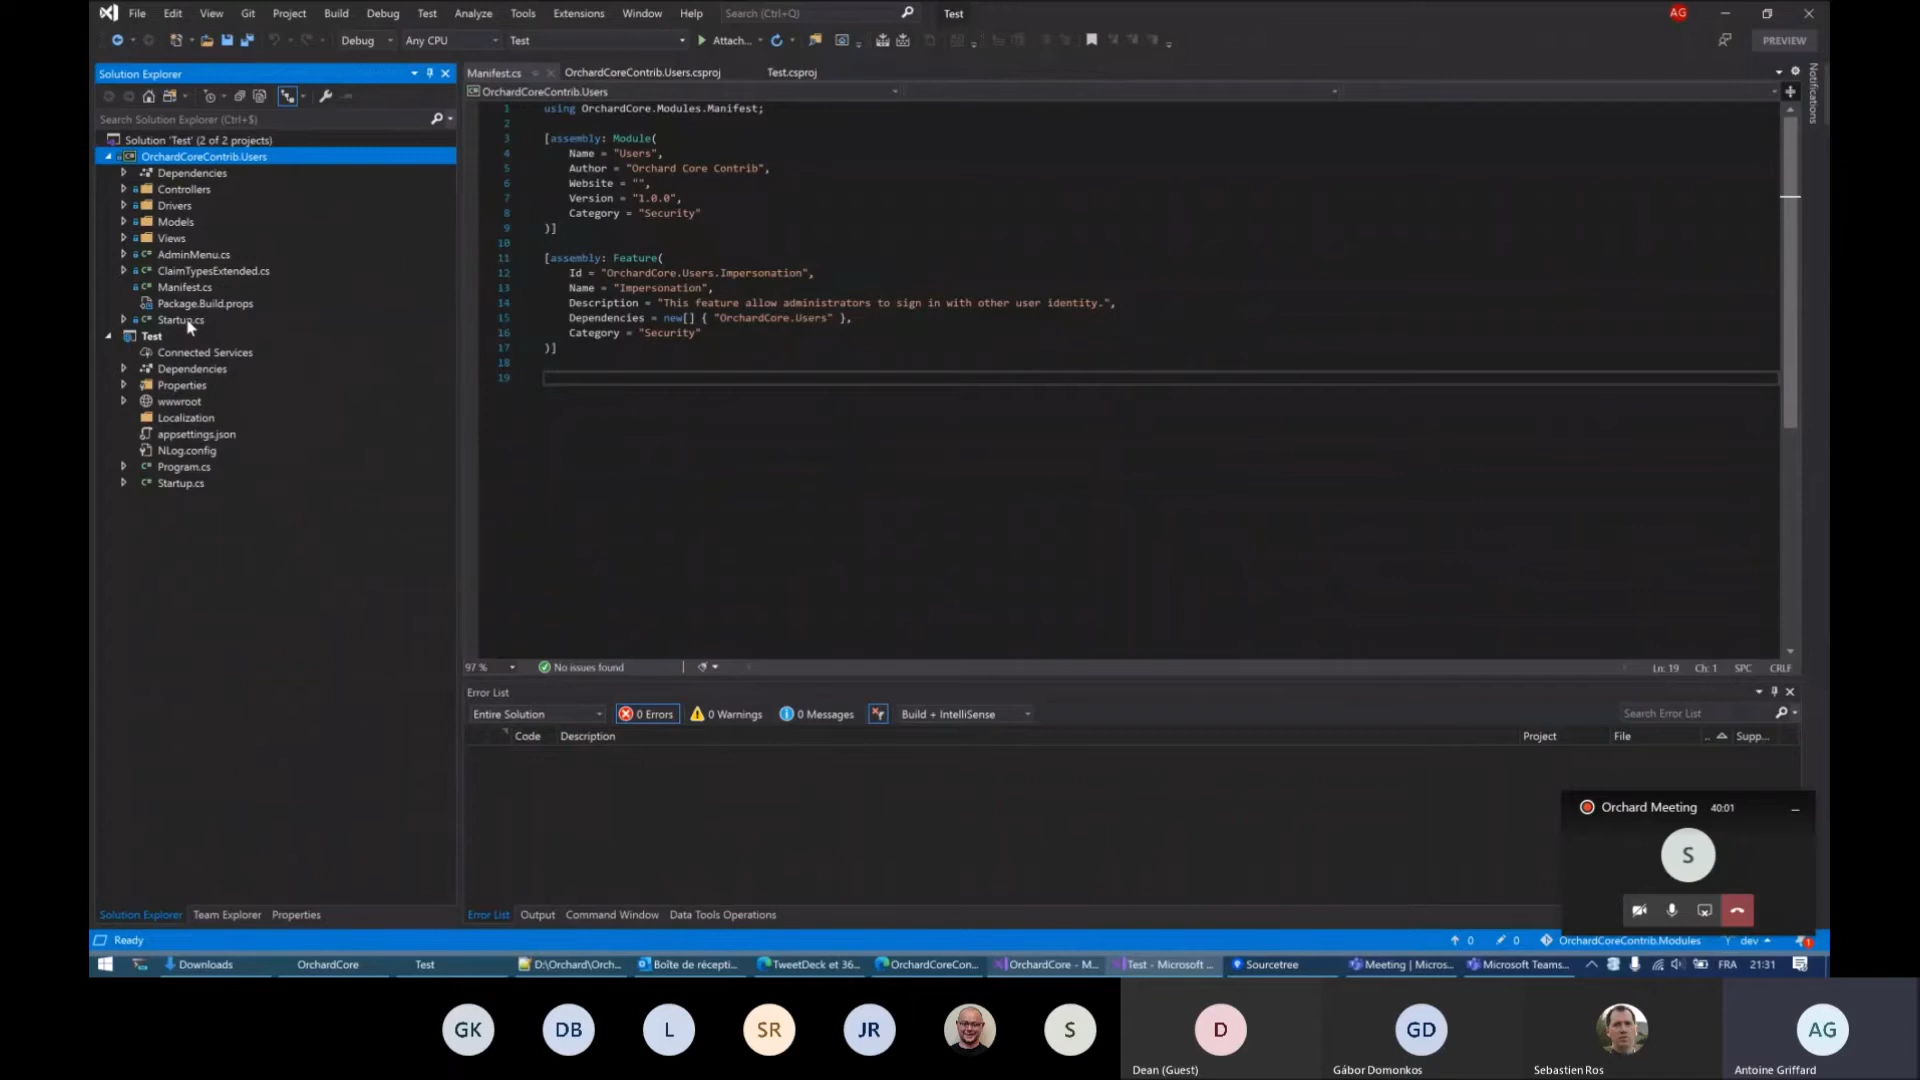 File Edit View Git Project Build Debug Test Analyze Tools Extensions Window Help Search (Ctrl+Q) Test AG
Debug Any CPU Test Attach... PREVIEW
Solution Explorer
Search Solution Explorer (Ctrl+$)
Solution 'Test' (2 of 2 projects)
OrchardCoreContrib.Users
Dependencies
Controllers
Drivers
Models
Views
AdminMenu.cs
ClaimTypesExtended.cs
Manifest.cs
Package.Build.props
Startup.cs
Test
Connected Services
Dependencies
Properties
wwwroot
Localization
appsettings.json
NLog.config
Program.cs
Startup.cs
Solution Explorer Team Explorer Properties
Manifest.cs OrchardCoreContrib.Users.csproj Test.csproj
OrchardCoreContrib.Users
1 using OrchardCore.Modules.Manifest;
2
3 [assembly: Module(
4 Name = "Users",
5 Author = "Orchard Core Contrib",
6 Website = "",
7 Version = "1.0.0",
8 Category = "Security"
9 )]
10
11 [assembly: Feature(
12 Id = "OrchardCore.Users.Impersonation",
13 Name = "Impersonation",
14 Description = "This feature allow administrators to sign in with other user identity.",
15 Dependencies = new[] { "OrchardCore.Users" },
16 Category = "Security"
17 )]
18
19
Notifications
97 % No issues found Ln: 19 Ch: 1 SPC CRLF
Error List
Entire Solution 0 Errors 0 Warnings 0 Messages Build + IntelliSense Search Error List
Code Description Project File .. Supp...
Orchard Meeting 40:01
S
Error List Output Command Window Data Tools Operations
Ready 0 0 OrchardCoreContrib.Modules dev 1
Downloads OrchardCore Test D:\Orchard\Orch... Boîte de récepti... TweetDeck et 36... OrchardCoreCon... OrchardCore - M... Test - Microsoft ... Sourcetree Meeting | Micros... Microsoft Teams... FRA 21:31
GK DB L SR JR S D GD AG
Dean (Guest) Gábor Domonkos Sebastien Ros Antoine Griffard